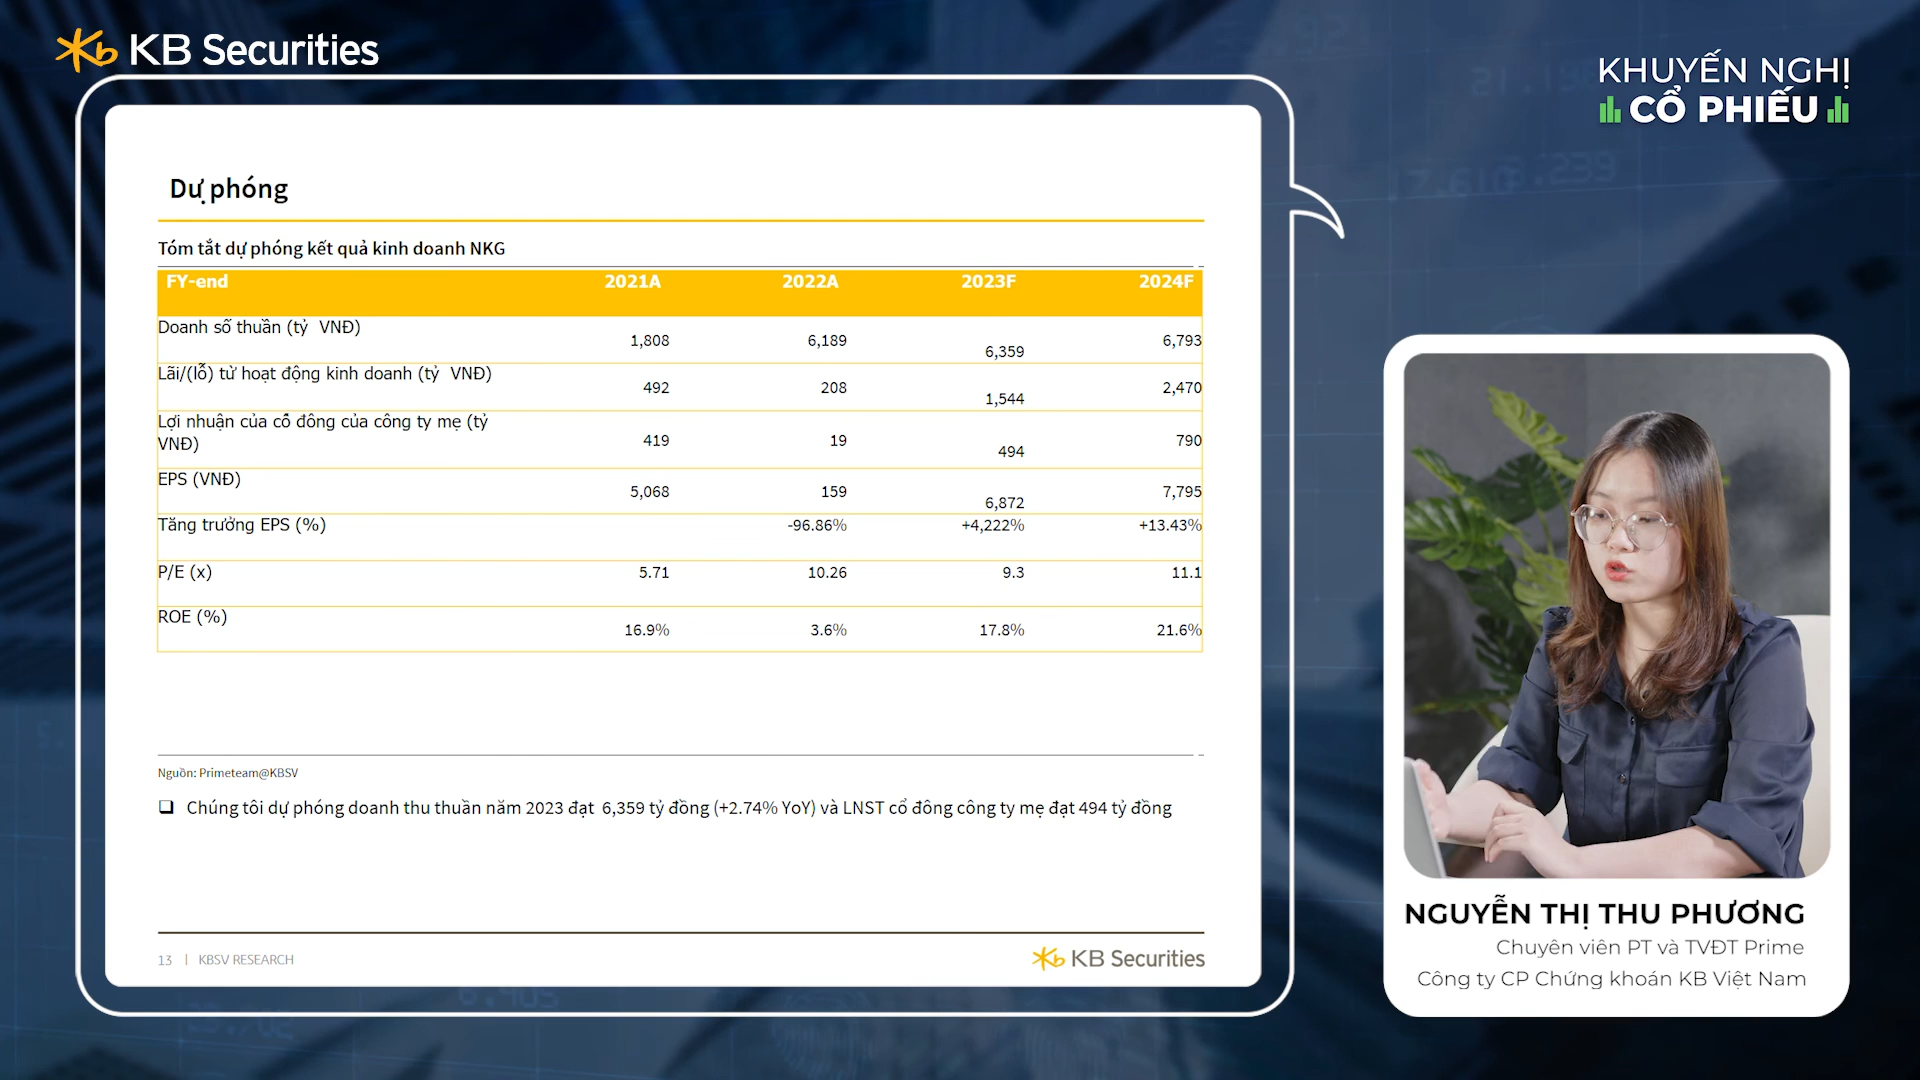 KB Securities
KHUYẾN NGHỊ
CỔ PHIẾU
Dự phóng
Tóm tắt dự phóng kết quả kinh doanh NKG
FY-end 2021A 2022A 2023F 2024F
Doanh số thuần (tỷ VNĐ) 1,808 6,189 6,359 6,793
Lãi/(lỗ) từ hoạt động kinh doanh (tỷ VNĐ) 492 208 1,544 2,470
Lợi nhuận của cổ đông của công ty mẹ (tỷ
VNĐ) 419 19 494 790
EPS (VNĐ) 5,068 159 6,872 7,795
Tăng trưởng EPS (%) -96.86% +4,222% +13.43%
P/E (x) 5.71 10.26 9.3 11.1
ROE (%) 16.9% 3.6% 17.8% 21.6%
Nguồn: Primeteam@KBSV
❑ Chúng tôi dự phóng doanh thu thuần năm 2023 đạt 6,359 tỷ đồng (+2.74% YoY) và LNST cổ đông công ty mẹ đạt 494 tỷ đồng
13 | KBSV RESEARCH
KB Securities
NGUYỄN THỊ THU PHƯƠNG
Chuyên viên PT và TVĐT Prime
Công ty CP Chứng khoán KB Việt Nam